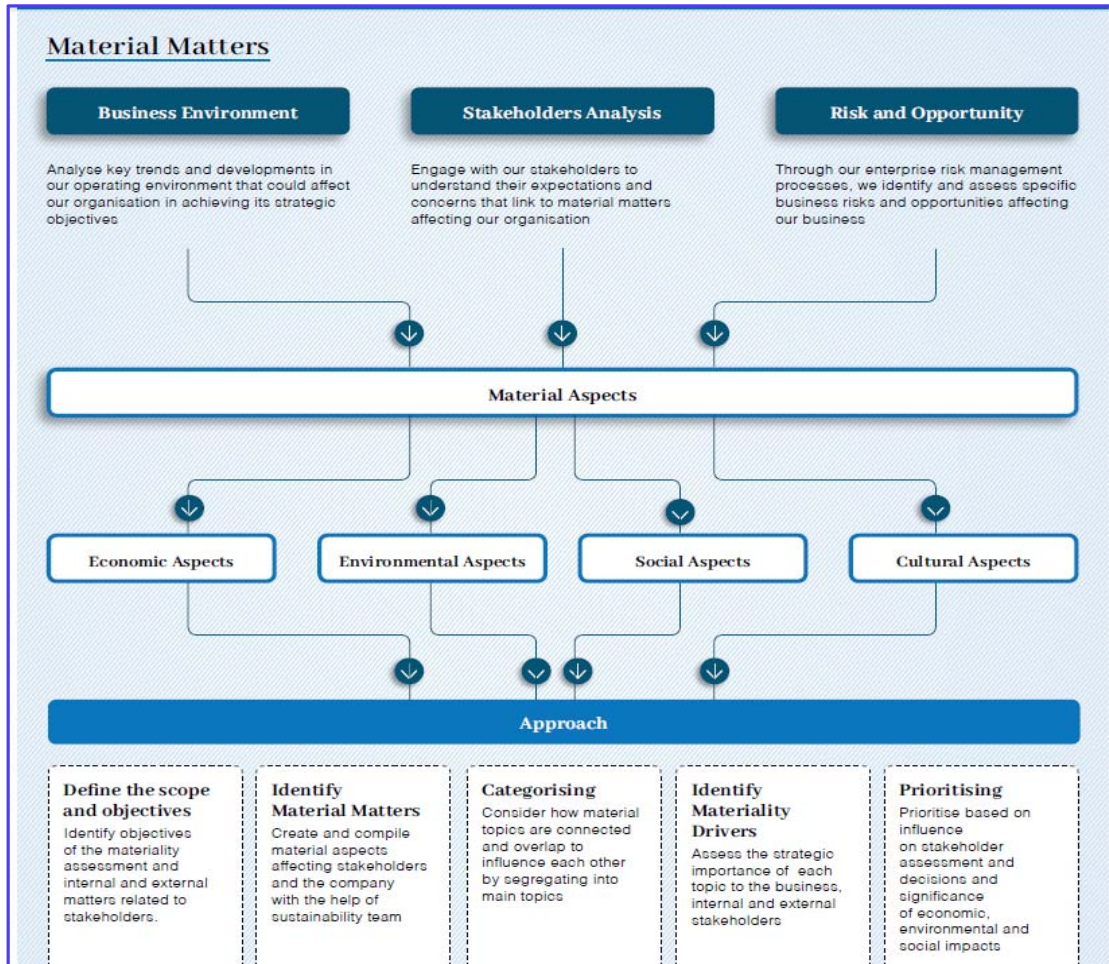 Material Matters
Business Environment
Analyse key trends and developments in
our operating environment that could affect
our organisation in achieving its strategic
objectives
Stakeholders Analysis
Engage with our stakeholders to
understand their expectations and
concerns that link to material matters
affecting our organisation
Risk and Opportunity
Through our enterprise risk management
processes, we identify and assess specific
business risks and opportunities affecting
our business
Material Aspects
Economic Aspects
Environmental Aspects
Social Aspects
Cultural Aspects
Approach
Define the scope
and objectives
Identify objectives
of the materiality
assessment and
internal and external
matters related to
stakeholders.
Identify
Material Matters
Create and compile
material aspects
affecting stakeholders
and the company
with the help of
sustainability team
Categorising
Consider how material
topics are connected
and overlap to
influence each other
by segregating into
main topics
Identify
Materiality
Drivers
Assess the strategic
importance of each
topic to the business,
internal and external
stakeholders
Prioritising
Prioritise based on
influence
on stakeholder
assessment and
decisions and
significance
of economic,
environmental and
social impacts